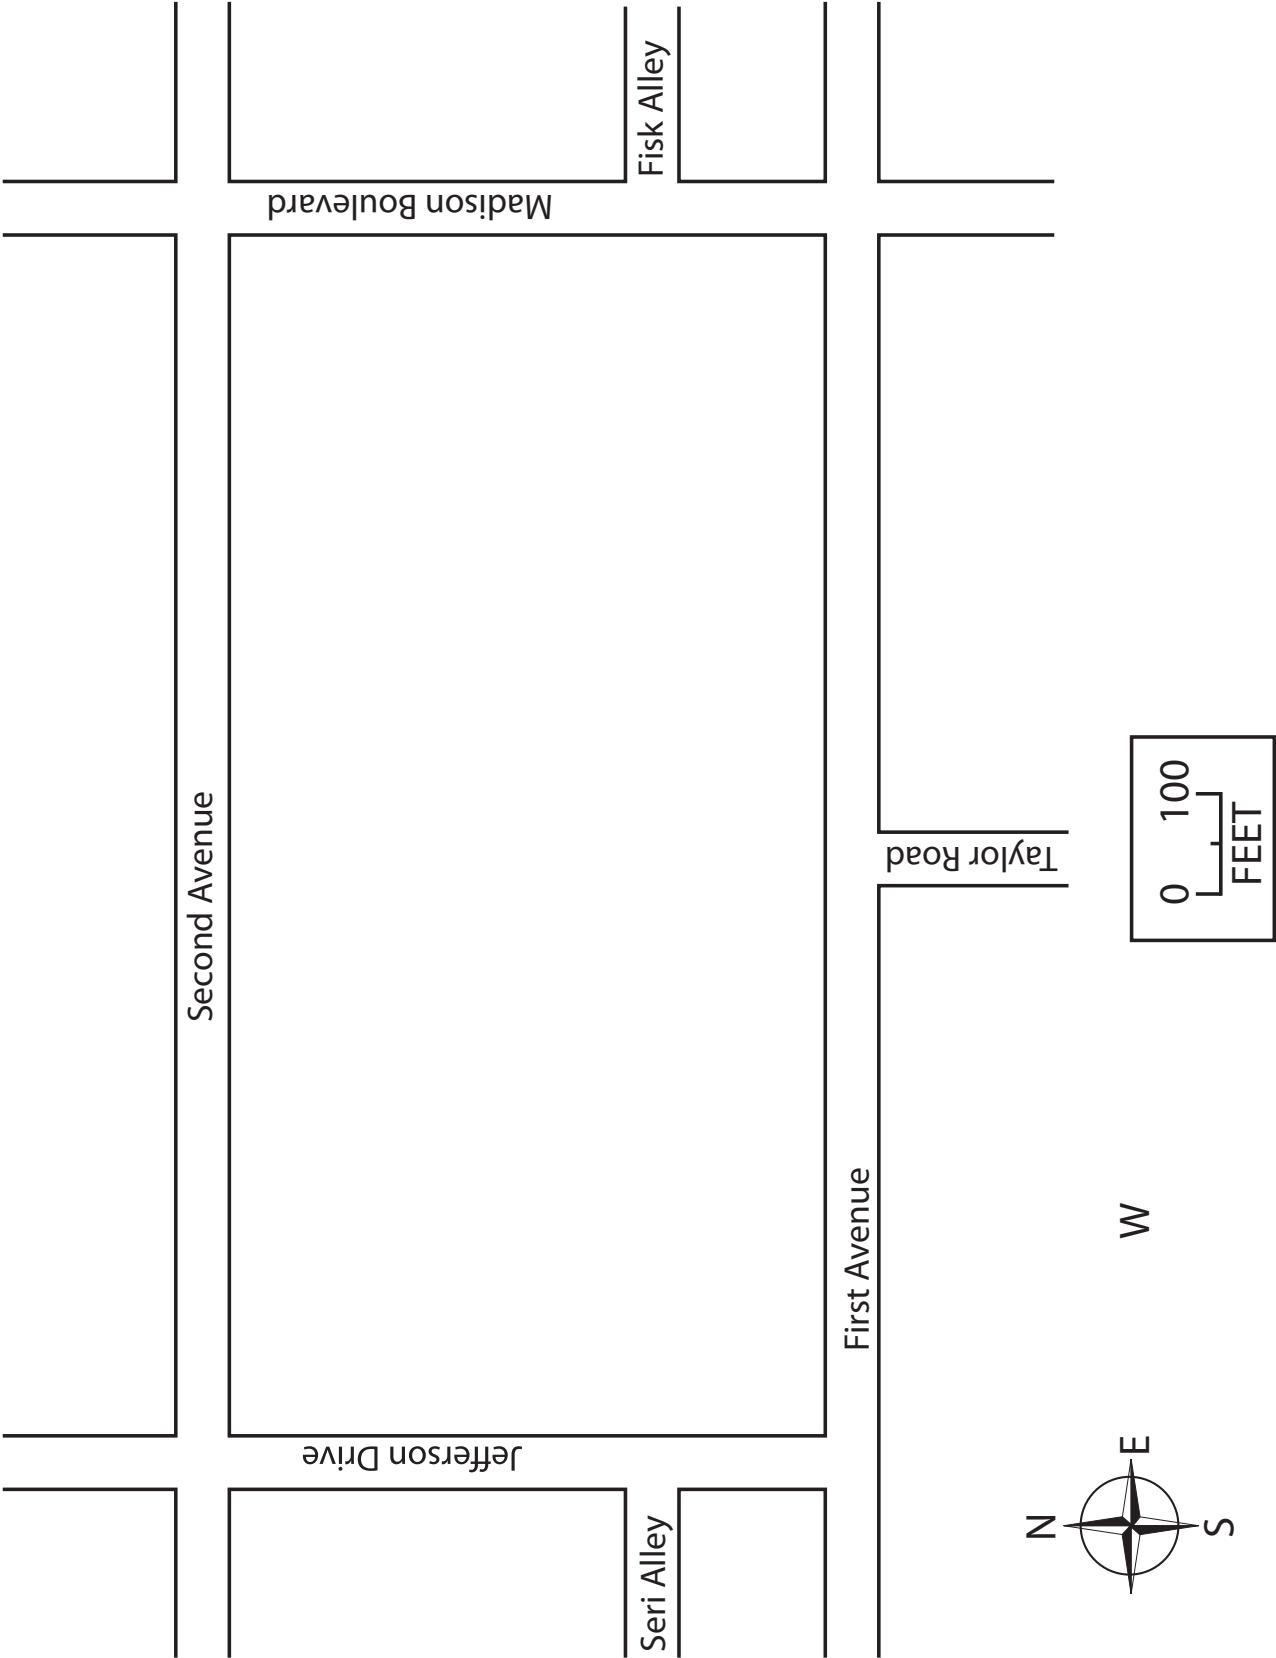 Second Avenue
Madison Boulevard
Fisk Alley
Jefferson Drive
Seri Alley
First Avenue
Taylor Road
N
W
E
S
0 100
FEET